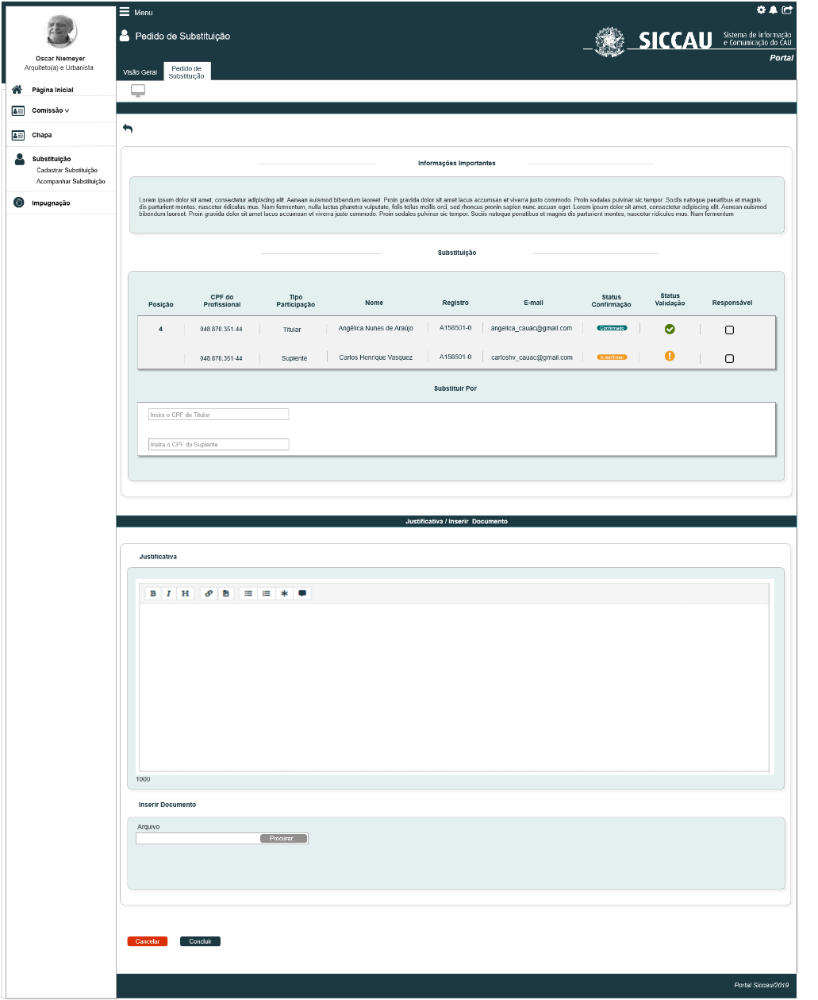 Menu
Pedido de Substituição
SICCAU
Sistema de informação
e Comunicação do CAU
Portal
Visão Geral
Pedido de
Substituição
Oscar Niemeyer
Arquiteto(a) e Urbanista
Página Inicial
Comissão
Chapa
Substituição
Cadastrar Substituição
Acompanhar Substituição
Impugnação
Informações Importantes
Lorem ipsum dolor sit amet, consectetur adipiscing elit. Aenean euismod bibendum laoreet. Proin gravida dolor sit amet lacus accumsan et viverra justo commodo. Proin sodales pulvinar sic tempor. Sociis natoque penatibus et magnis
dis parturient montes, nascetur ridiculus mus. Nam fermentum, nulla luctus pharetra vulputate, felis tellus mollis orci, sed rhoncus pronin sapien nunc accuan eget. Lorem ipsum dolor sit amet, consectetur adipiscing elit. Aenean euismod
bibendum laoreet. Proin gravida dolor sit amet lacus accumsan et viverra justo commodo. Proin sodales pulvinar sic tempor. Sociis natoque penatibus et magnis dis parturient montes, nascetur ridiculus mus. Nam fermentum
Substituição
Posição CPF do Profissional Tipo Participação Nome Registro E-mail Status Confirmação Status Validação Responsável
4 048.870.351-44 Titular Angélica Nunes de Araújo A158501-0 angelica_cauac@gmail.com Confirmado
048.870.351-44 Suplente Carlos Henrique Vasquez A158501-0 carloshv_cauac@gmail.com A confirmar
Substituir Por
Insira o CPF do Titular
Insira o CPF do Suplente
Justificativa / Inserir Documento
Justificativa
B I H
1000
Inserir Documento
Arquivo
Procurar
Cancelar Concluir
Portal Siccau/2019